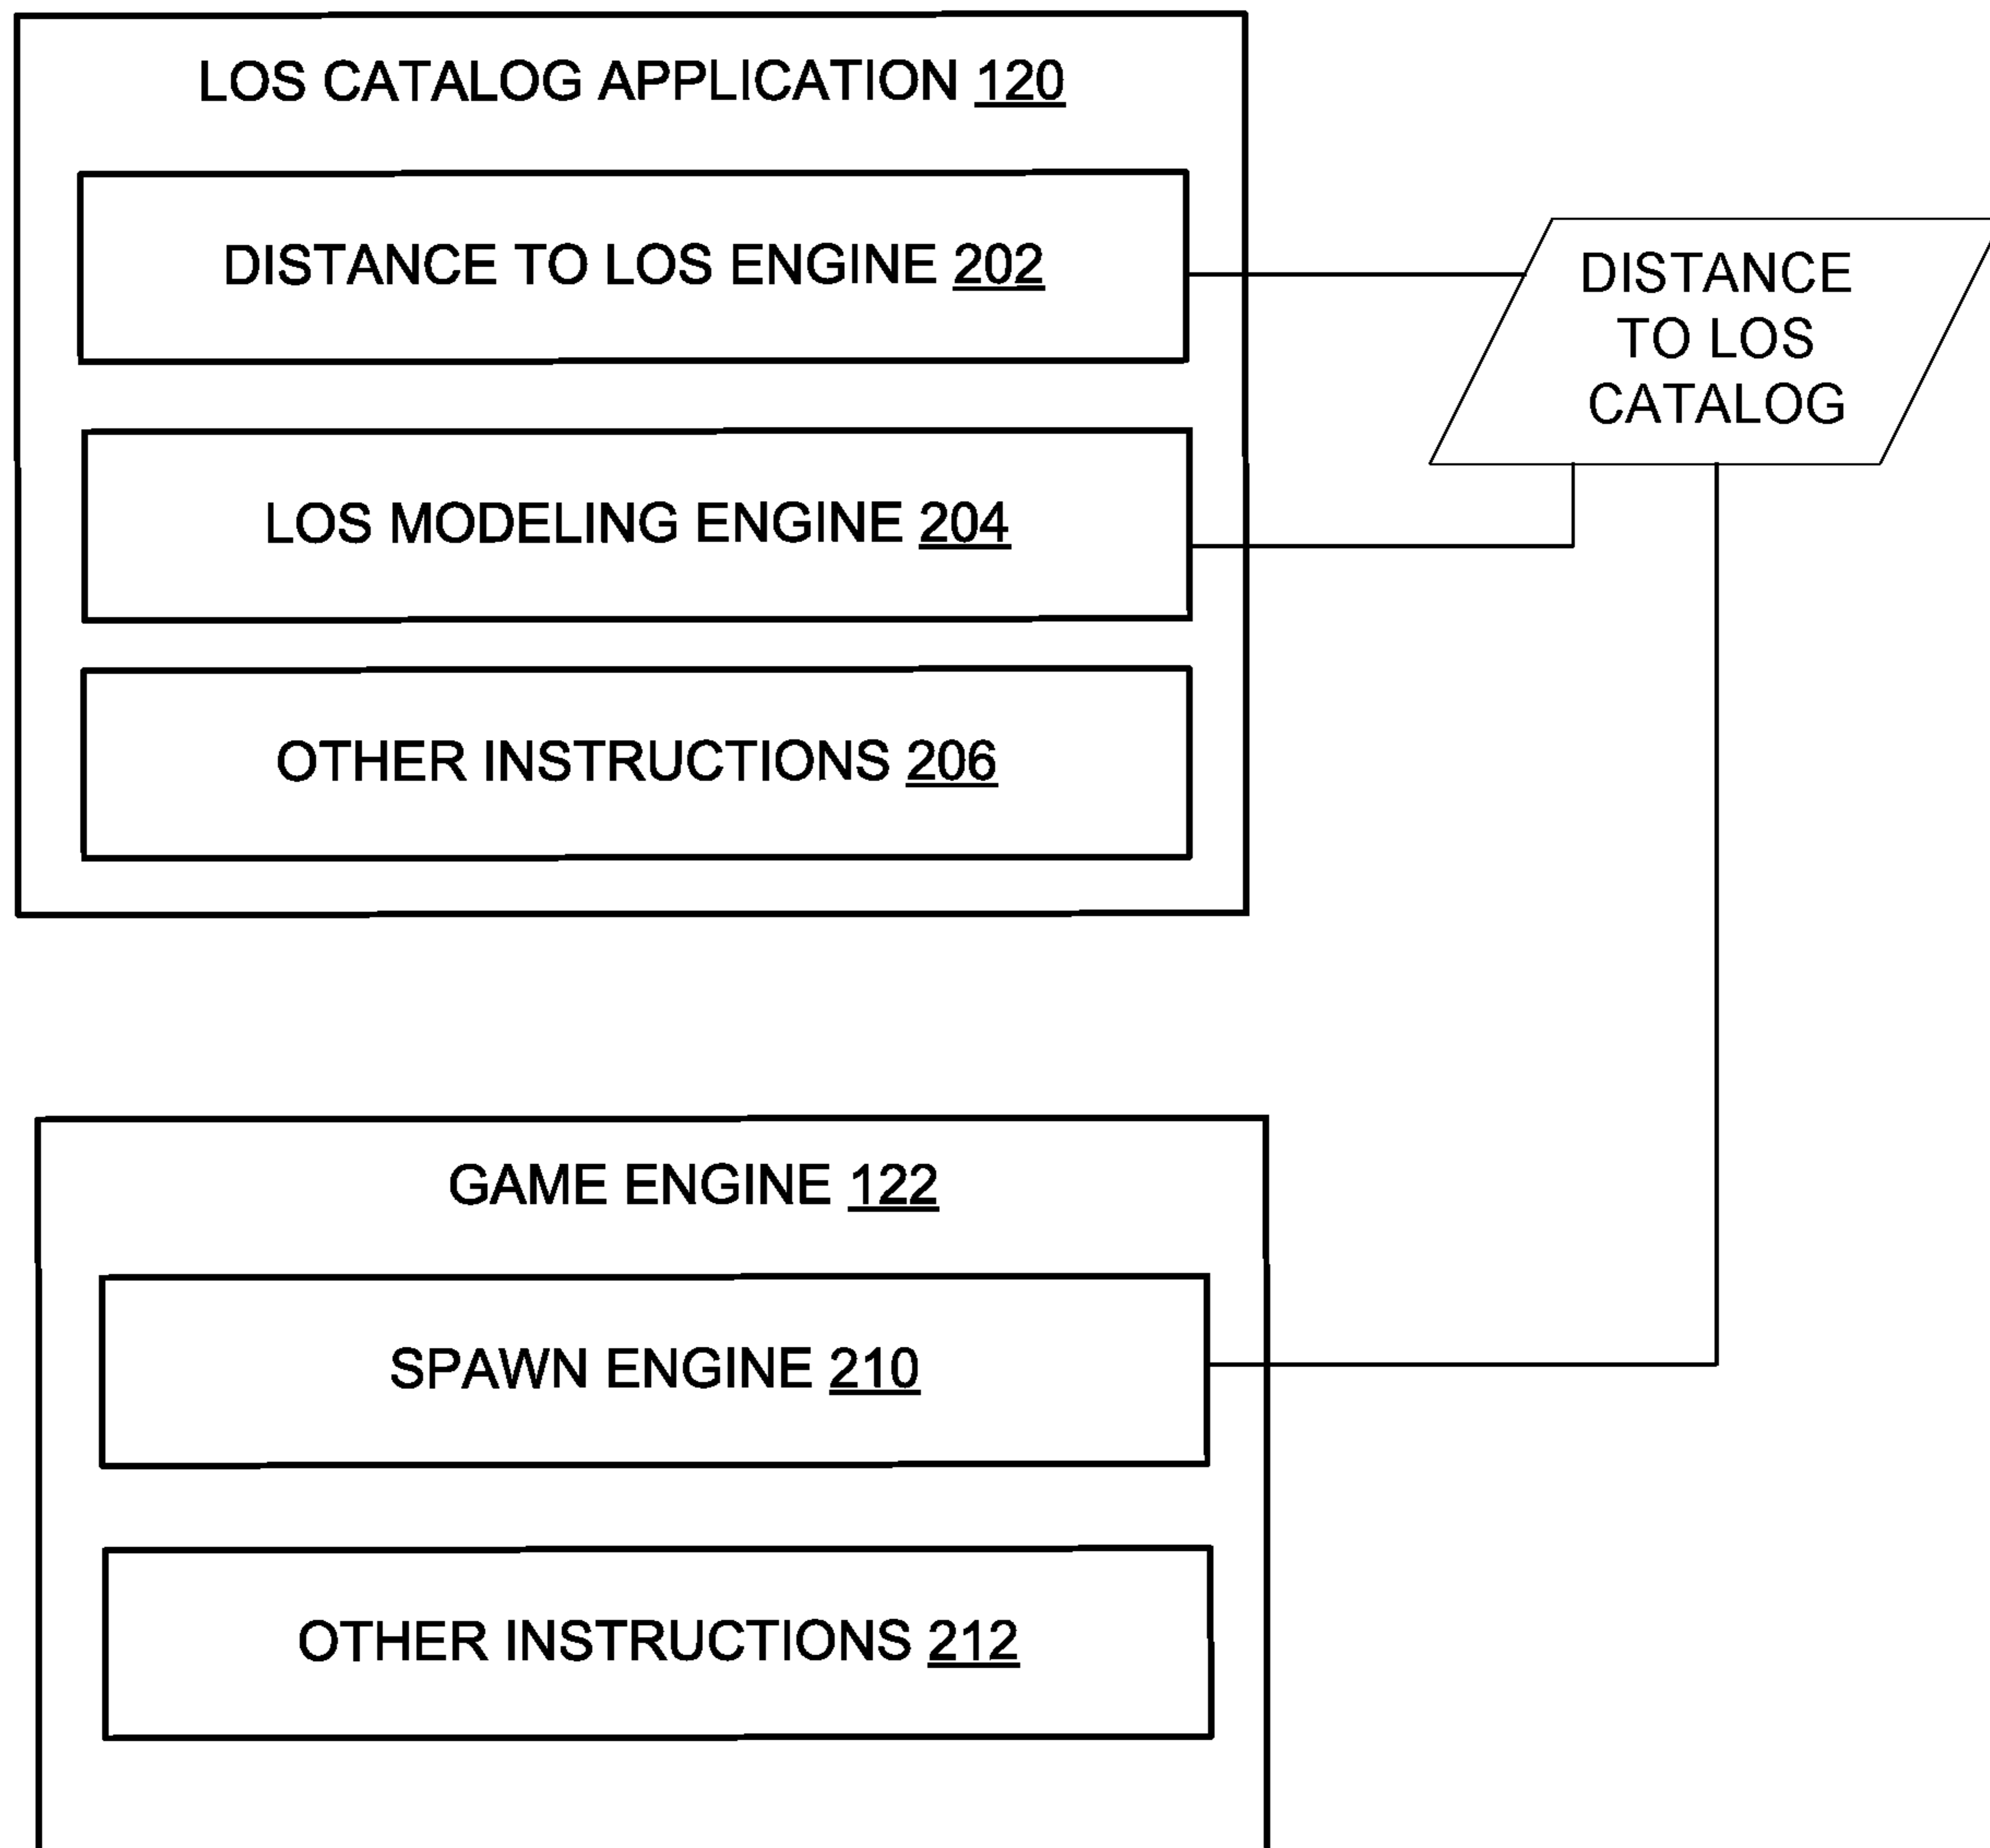 LOS CATALOG APPLICATION 120
DISTANCE TO LOS ENGINE 202
DISTANCE
TO LOS
CATALOG
LOS MODELING ENGINE 204
OTHER INSTRUCTIONS 206
GAME ENGINE 122
SPAWN ENGINE 210
OTHER INSTRUCTIONS 212